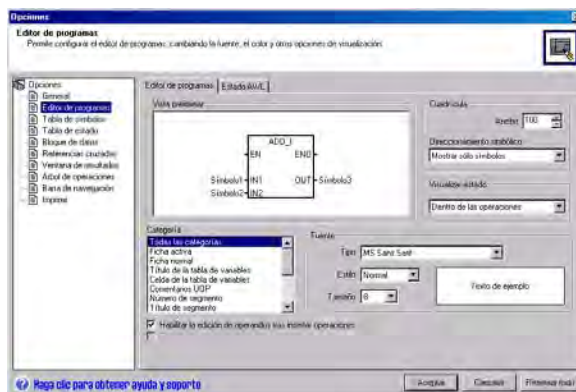 Opciones
Editor de programas
Permite configurar el editor de programas, cambiando la fuente, el color y otros opciones de visualización
Opciones
General
Editor de programas
Tabla de símbolos
Tabla de estado
Bloque de datos
Referencias cruzadas
Ventana de resultados
Árbol de operaciones
Barra de navegación
Imprimir
Editor de programas
Estado AWL
Vista preliminar
ADD_I
EN ENO
Símbolo1 IN1 OUT Símbolo3
Símbolo2 IN2
Cuadrícula
Ancho: 100
Direccionamiento simbólico
Mostrar sólo símbolos
Visualizar estado
Dentro de las operaciones
Categoría
Todas las categorías
Ficha activa
Ficha normal
Título de la tabla de variables
Celda de la tabla de variables
Comentarios UOP
Número de segmento
Título de segmento
Fuente
Tipo MS Sans Serif
Estilo Normal
Tamaño 8
Texto de ejemplo
Habilitar la edición de operandos tras insertar operaciones
Haga clic para obtener ayuda y soporte
Aceptar
Cancelar